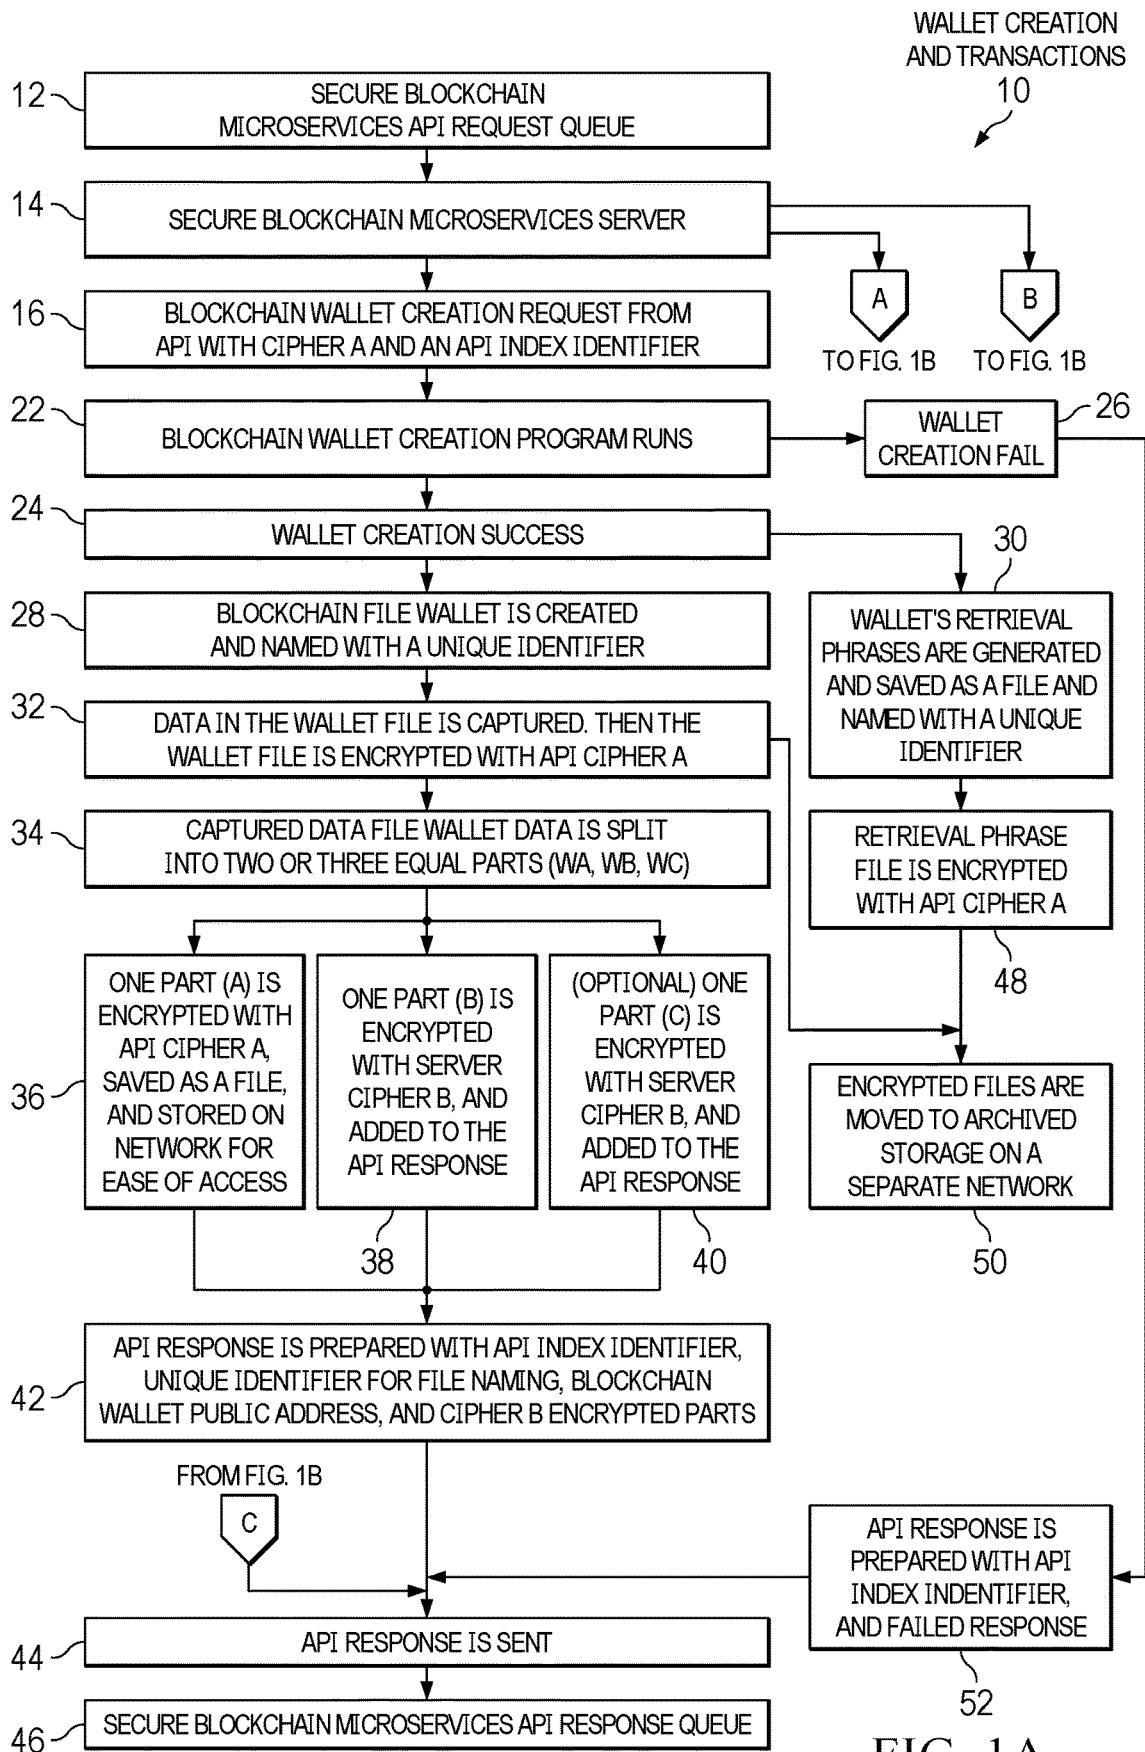 WALLET CREATION
AND TRANSACTIONS
10
12
SECURE BLOCKCHAIN
MICROSERVICES API REQUEST QUEUE
14
SECURE BLOCKCHAIN MICROSERVICES SERVER
A
TO FIG. 1B
B
TO FIG. 1B
16
BLOCKCHAIN WALLET CREATION REQUEST FROM
API WITH CIPHER A AND AN API INDEX IDENTIFIER
22
BLOCKCHAIN WALLET CREATION PROGRAM RUNS
26
WALLET
CREATION FAIL
24
WALLET CREATION SUCCESS
28
BLOCKCHAIN FILE WALLET IS CREATED
AND NAMED WITH A UNIQUE IDENTIFIER
30
WALLET'S RETRIEVAL
PHRASES ARE GENERATED
AND SAVED AS A FILE AND
NAMED WITH A UNIQUE
IDENTIFIER
32
DATA IN THE WALLET FILE IS CAPTURED. THEN THE
WALLET FILE IS ENCRYPTED WITH API CIPHER A
34
CAPTURED DATA FILE WALLET DATA IS SPLIT
INTO TWO OR THREE EQUAL PARTS (WA, WB, WC)
RETRIEVAL PHRASE
FILE IS ENCRYPTED
WITH API CIPHER A
48
36
ONE PART (A) IS
ENCRYPTED WITH
API CIPHER A,
SAVED AS A FILE,
AND STORED ON
NETWORK FOR
EASE OF ACCESS
ONE PART (B) IS
ENCRYPTED
WITH SERVER
CIPHER B, AND
ADDED TO THE
API RESPONSE
38
(OPTIONAL) ONE
PART (C) IS
ENCRYPTED
WITH SERVER
CIPHER B, AND
ADDED TO THE
API RESPONSE
40
ENCRYPTED FILES ARE
MOVED TO ARCHIVED
STORAGE ON A
SEPARATE NETWORK
50
42
API RESPONSE IS PREPARED WITH API INDEX IDENTIFIER,
UNIQUE IDENTIFIER FOR FILE NAMING, BLOCKCHAIN
WALLET PUBLIC ADDRESS, AND CIPHER B ENCRYPTED PARTS
FROM FIG. 1B
C
API RESPONSE IS
PREPARED WITH API
INDEX INDENTIFIER,
AND FAILED RESPONSE
52
44
API RESPONSE IS SENT
46
SECURE BLOCKCHAIN MICROSERVICES API RESPONSE QUEUE
FIG. 1A